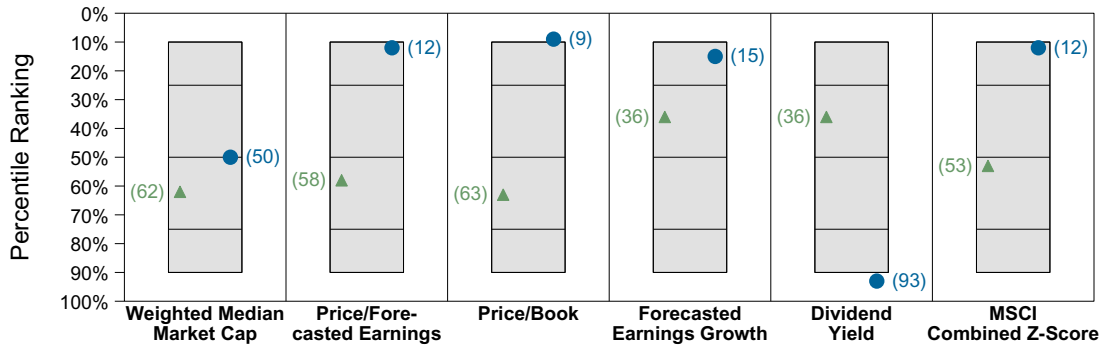 Percentile Ranking
0%
10%
20%
30%
40%
50%
60%
70%
80%
90%
100%
(62)
(50)
(58)
(12)
(63)
(9)
(36)
(15)
(36)
(93)
(53)
(12)
Weighted Median
Market Cap
Price/Fore-
casted Earnings
Price/Book
Forecasted
Earnings Growth
Dividend
Yield
MSCI
Combined Z-Score